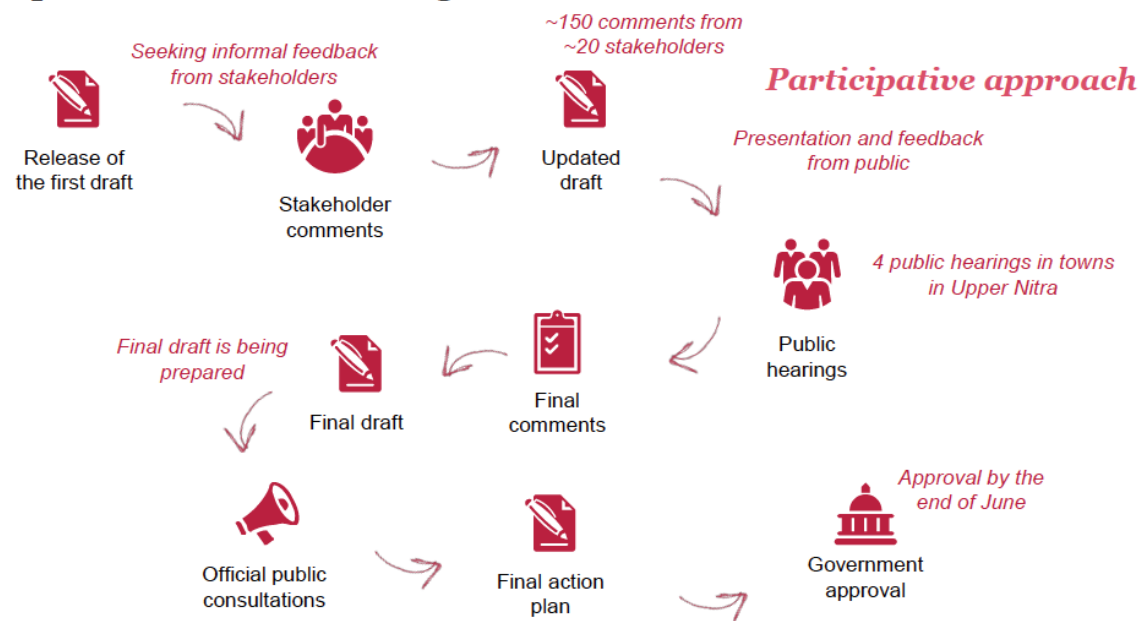 ~150 comments from
~20 stakeholders
Seeking informal feedback
from stakeholders
Participative approach
Release of
the first draft
Stakeholder
comments
Updated
draft
Presentation and feedback
from public
4 public hearings in towns
in Upper Nitra
Public
hearings
Final
comments
Final draft
Final draft is being
prepared
Official public
consultations
Final action
plan
Approval by the
end of June
Government
approval